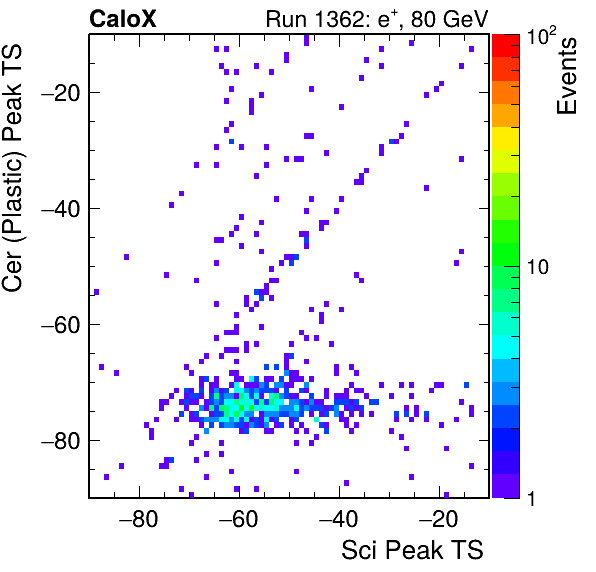 CaloX Run 1362: e+, 80 GeV
Cer (Plastic) Peak TS
−20
−40
−60
−80
−80 −60 −40 −20
Sci Peak TS
10²
10
1
Events